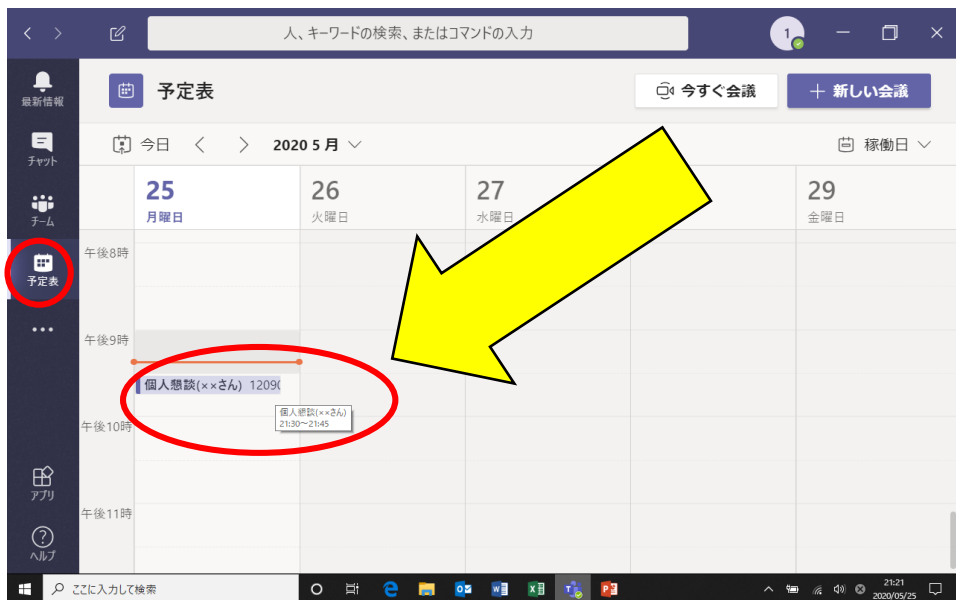 人、キーワードの検索、またはコマンドの入力
1
最新情報
予定表
今すぐ会議
新しい会議
チャット
今日
2020 5 月
稼働日
チーム
25
26
27
29
月曜日
火曜日
水曜日
金曜日
予定表
午後8時
午後9時
個人懇談(××さん) 12090
個人懇談(××さん)
21:30～21:45
午後10時
アプリ
午後11時
ヘルプ
ここに入力して検索
21:21
2020/05/25